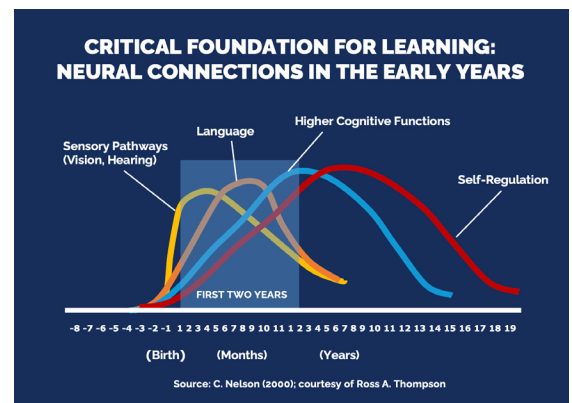 CRITICAL FOUNDATION FOR LEARNING:
NEURAL CONNECTIONS IN THE EARLY YEARS
Higher Cognitive Functions
Language
Sensory Pathways
(Vision, Hearing)
Self-Regulation
FIRST TWO YEARS
-8 -7 -6 -5 -4 -3 -2 -1 1 2 3 4 5 6 7 8 9 10 11 1 2 3 4 5 6 7 8 9 10 11 12 13 14 15 16 17 18 19
(Birth) (Months) (Years)
Source: C. Nelson (2000); courtesy of Ross A. Thompson